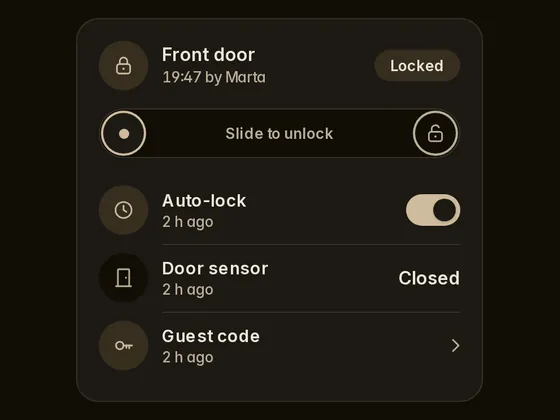 Front door
19:47 by Marta
Locked
Slide to unlock
Auto-lock
2 h ago
Door sensor
2 h ago
Closed
Guest code
2 h ago